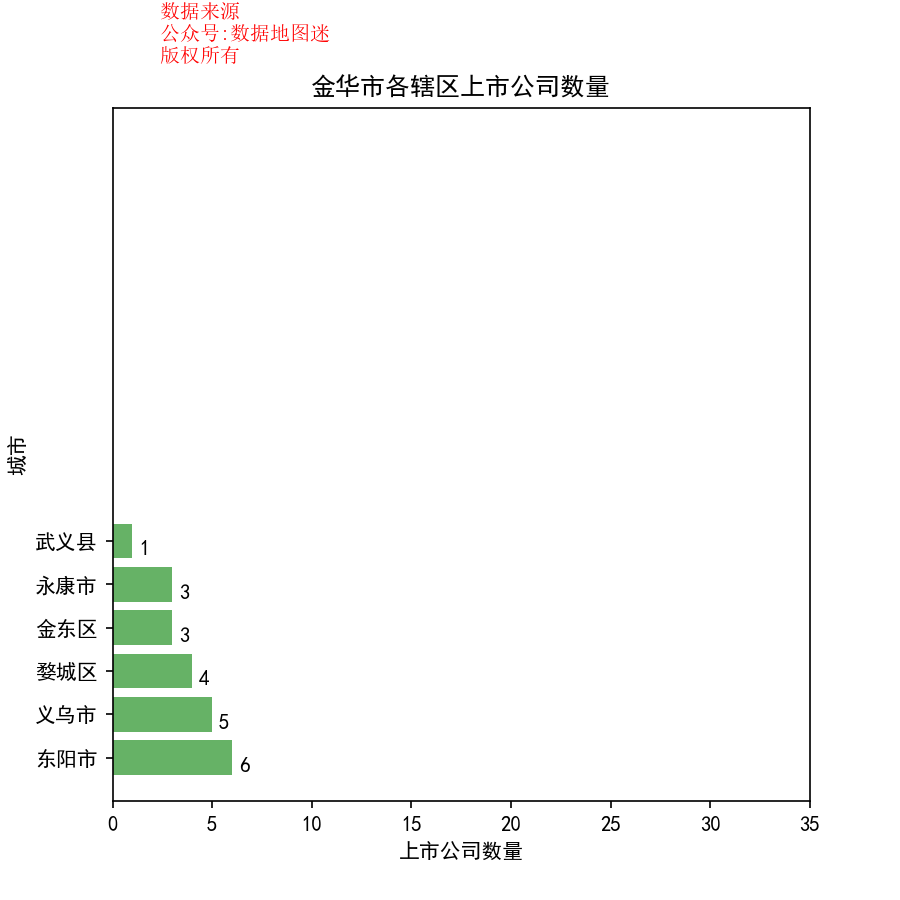 数据来源
公众号:数据地图迷
版权所有
金华市各辖区上市公司数量
城市
武义县 1
永康市 3
金东区 3
婺城区 4
义乌市 5
东阳市 6
0 5 10 15 20 25 30 35
上市公司数量